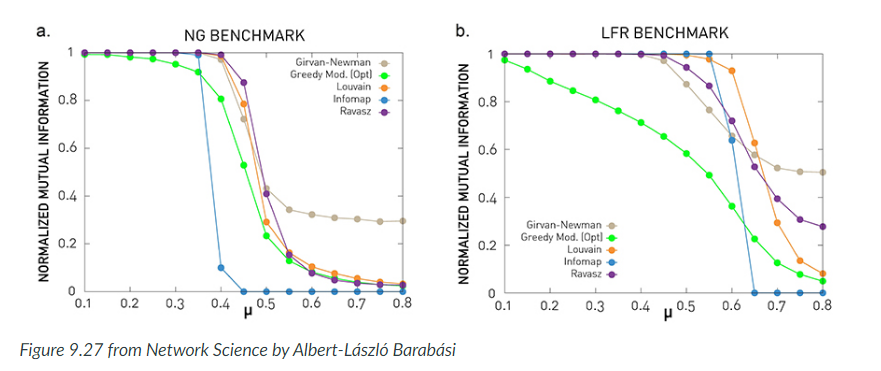 a.
NG BENCHMARK
NORMALIZED MUTUAL INFORMATION
1
0.8
0.6
0.4
0.2
0
Girvan-Newman
Greedy Mod. (Opt)
Louvain
Infomap
Ravasz
0.1 0.2 0.3 0.4 0.5 0.6 0.7 0.8
μ
b.
LFR BENCHMARK
NORMALIZED MUTUAL INFORMATION
1
0.8
0.6
0.4
0.2
0
Girvan-Newman
Greedy Mod. (Opt)
Louvain
Infomap
Ravasz
0.1 0.2 0.3 0.4 0.5 0.6 0.7 0.8
μ
Figure 9.27 from Network Science by Albert-László Barabási